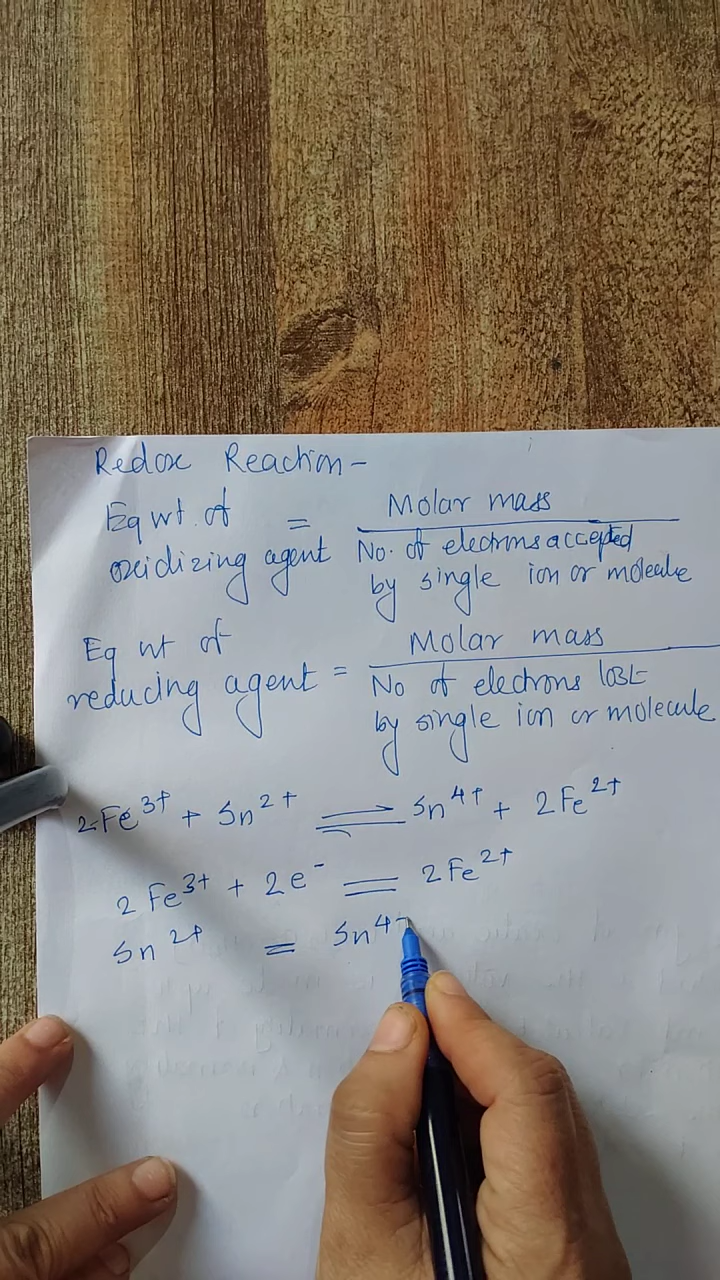 Redox Reaction -
Eq wt. of = Molar mass
oxidizing agent No. of electrons accepted
by single ion or molecule
Eq wt of Molar mass
reducing agent = No of electrons lost
by single ion or molecule
2Fe³⁺ + Sn²⁺ ⇌ Sn⁴⁺ + 2Fe²⁺
2Fe³⁺ + 2e⁻ = 2Fe²⁺
Sn²⁺ = Sn⁴⁺